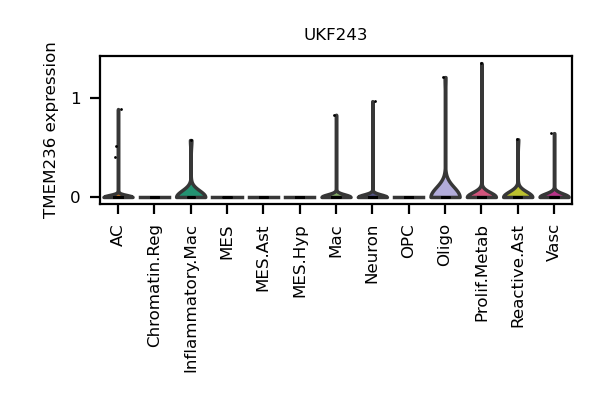 UKF243
TMEM236 expression
1
0
AC
Chromatin.Reg
Inflammatory.Mac
MES
MES.Ast
MES.Hyp
Mac
Neuron
OPC
Oligo
Prolif.Metab
Reactive.Ast
Vasc